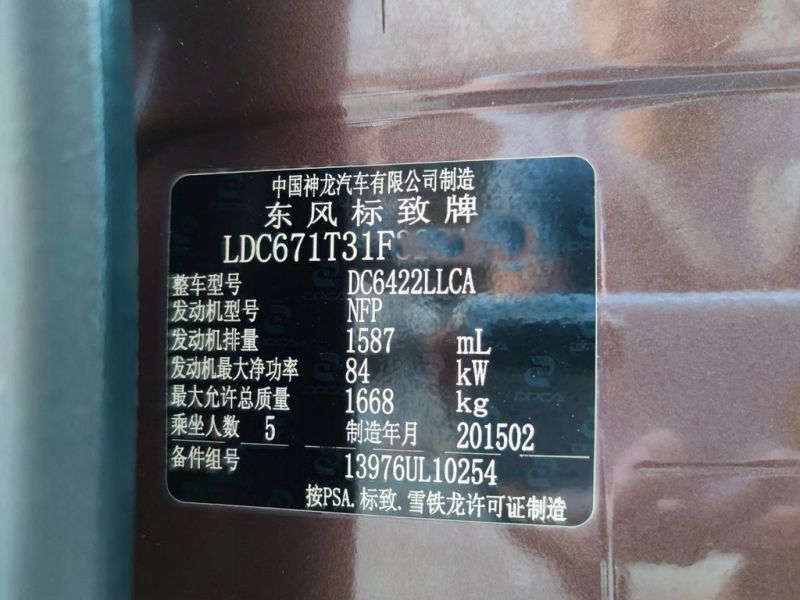 中国神龙汽车有限公司制造
东风标致牌
LDC671T31F
整车型号 DC6422LLCA
发动机型号 NFP
发动机排量 1587 mL
发动机最大净功率 84 kW
最大允许总质量 1668 kg
乘坐人数 5 制造年月 201502
备件组号 13976UL10254
按PSA.标致.雪铁龙许可证制造